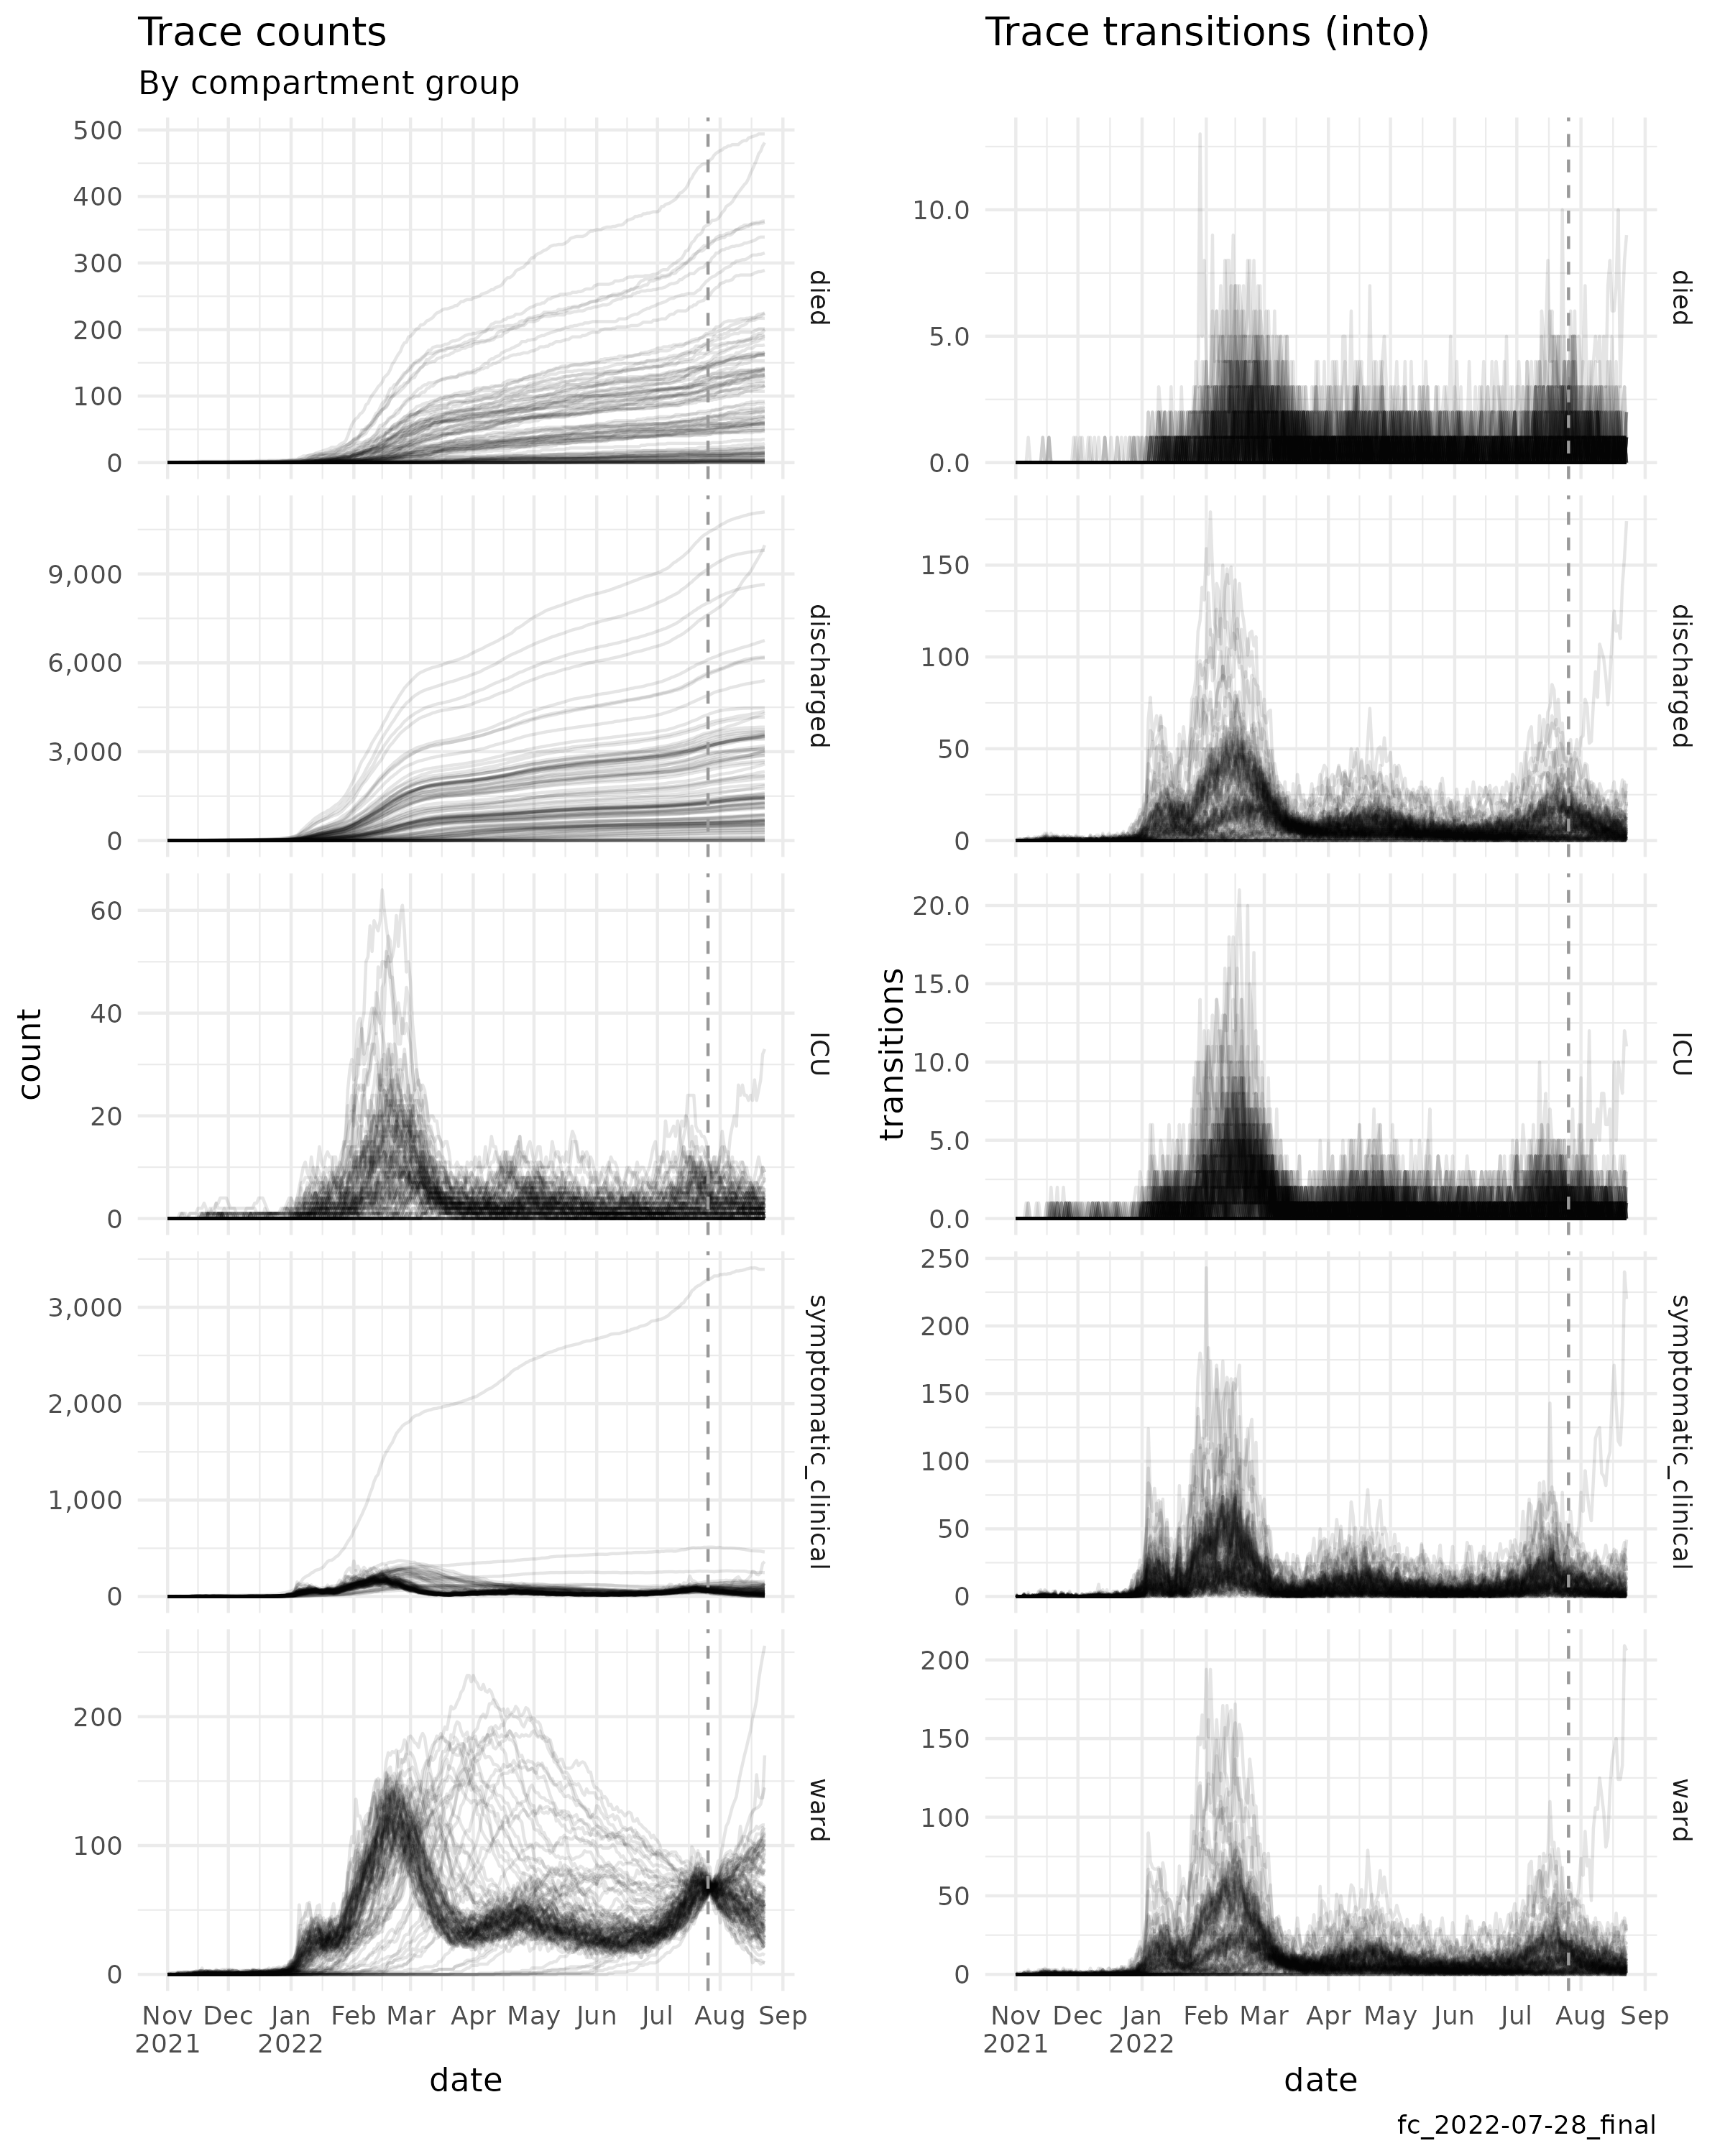 Trace counts
By compartment group
count
500
400
300
200
100
0
died
9,000
6,000
3,000
0
discharged
60
40
20
0
ICU
3,000
2,000
1,000
0
symptomatic_clinical
200
100
0
ward
Nov Dec Jan Feb Mar Apr May Jun Jul Aug Sep
2021 2022
date
Trace transitions (into)
transitions
10.0
5.0
0.0
died
150
100
50
0
discharged
20.0
15.0
10.0
5.0
0.0
ICU
250
200
150
100
50
0
symptomatic_clinical
200
150
100
50
0
ward
Nov Dec Jan Feb Mar Apr May Jun Jul Aug Sep
2021 2022
date
fc_2022-07-28_final